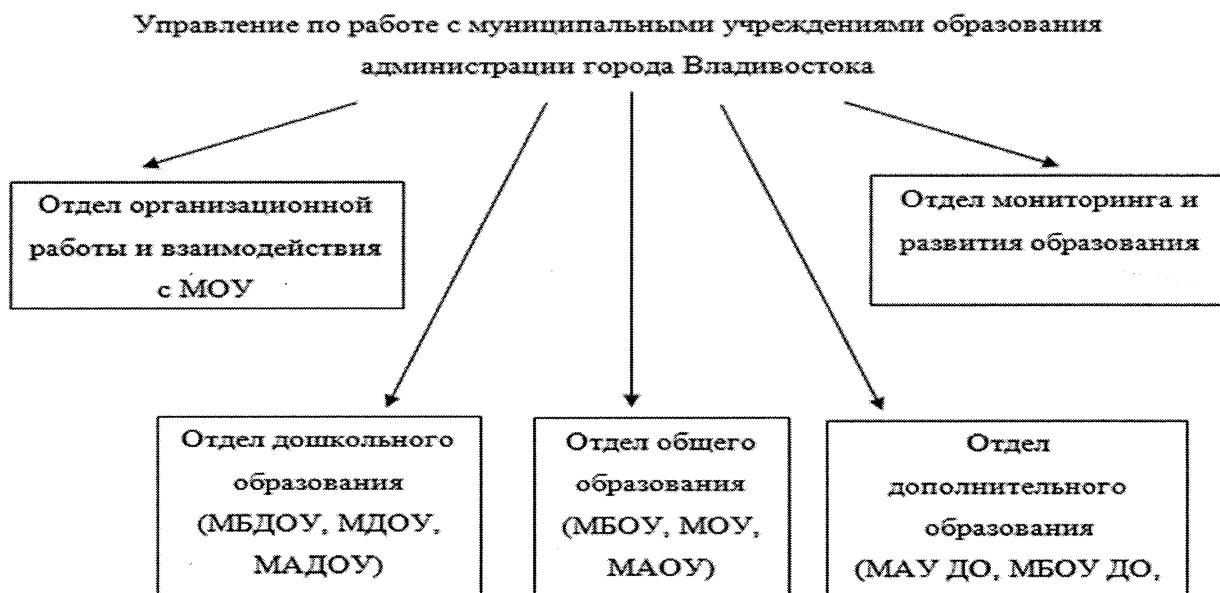 Управление по работе с муниципальными учреждениями образования
администрации города Владивостока
Отдел организационной
работы и взаимодействия
с МОУ
Отдел мониторинга и
развития образования
Отдел дошкольного
образования
(МБДОУ, МДОУ,
МАДОУ)
Отдел общего
образования
(МБОУ, МОУ,
МАОУ)
Отдел
дополнительного
образования
(МАУ ДО, МБОУ ДО,